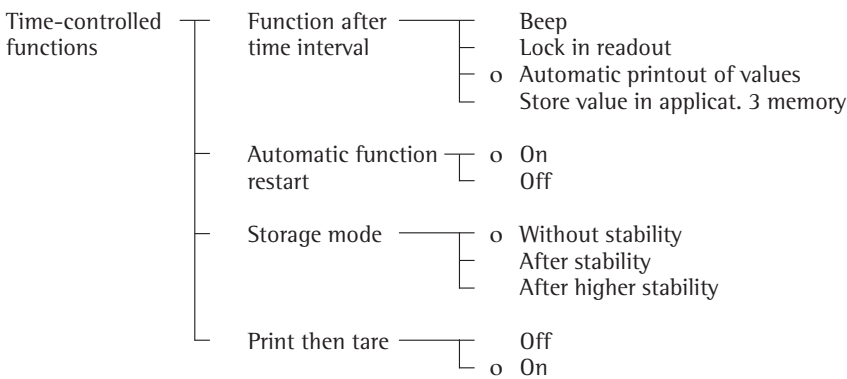 Time-controlled Function after Beep
functions time interval Lock in readout
o Automatic printout of values
Store value in applicat. 3 memory
Automatic function o On
restart Off
Storage mode o Without stability
After stability
After higher stability
Print then tare Off
o On